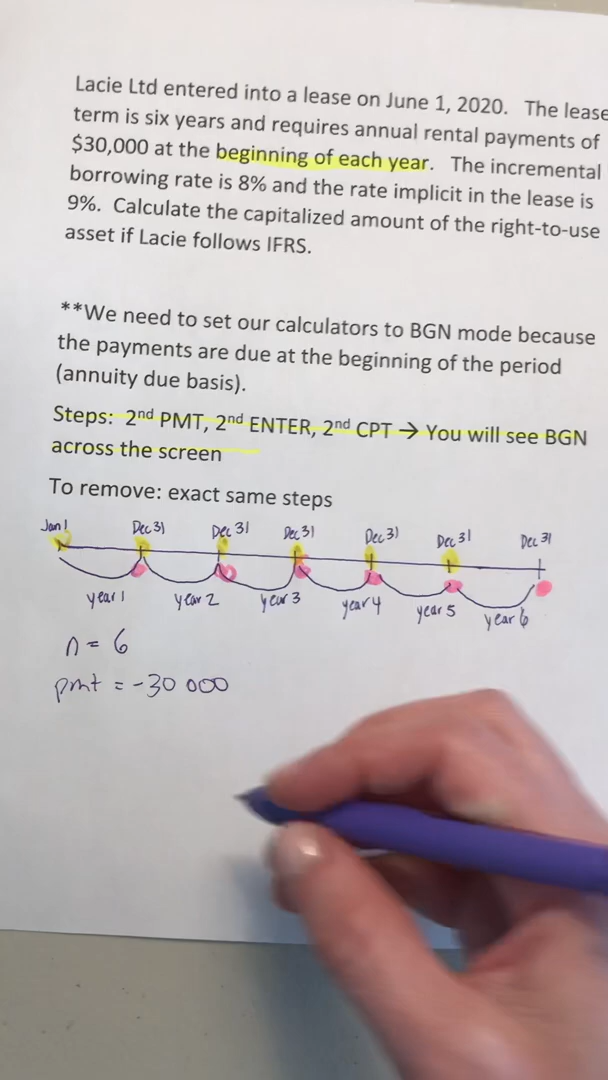 Lacie Ltd entered into a lease on June 1, 2020. The lease
term is six years and requires annual rental payments of
$30,000 at the beginning of each year. The incremental
borrowing rate is 8% and the rate implicit in the lease is
9%. Calculate the capitalized amount of the right-to-use
asset if Lacie follows IFRS.
**We need to set our calculators to BGN mode because
the payments are due at the beginning of the period
(annuity due basis).
Steps: 2nd PMT, 2nd ENTER, 2nd CPT → You will see BGN
across the screen
To remove: exact same steps
Jan 1 Dec 31 Dec 31 Dec 31 Dec 31 Dec 31 Dec 31
year 1 year 2 year 3 year 4 year 5 year 6
n = 6
pmt = -30 000